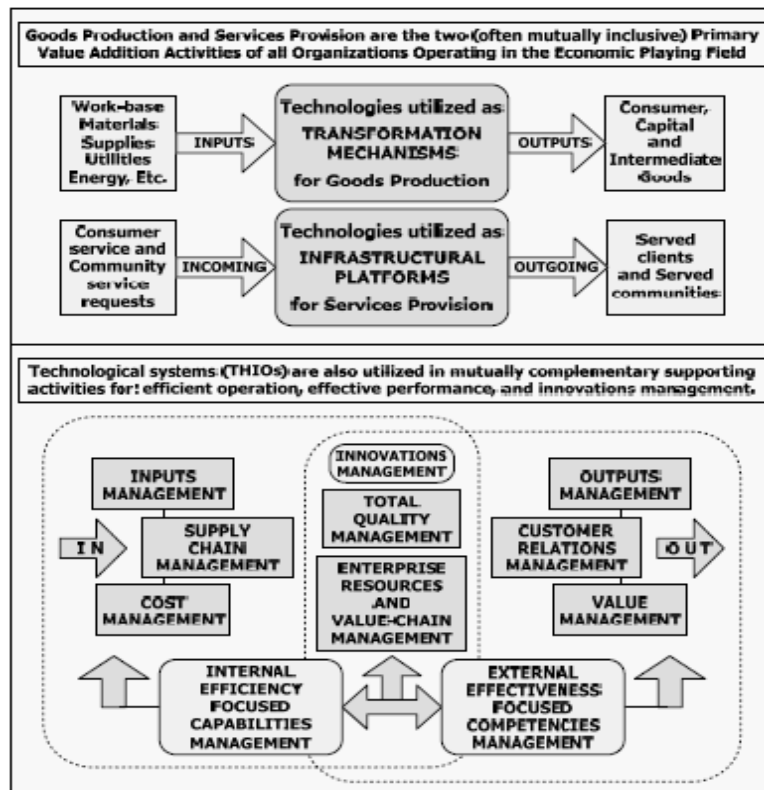 Goods Production and Services Provision are the two (often mutually inclusive) Primary
Value Addition Activities of all Organizations Operating in the Economic Playing Field
Work-base
Materials
Supplies
Utilities
Energy, Etc.
INPUTS
Technologies utilized as
TRANSFORMATION
MECHANISMS
for Goods Production
OUTPUTS
Consumer,
Capital
and
Intermediate
Goods
Consumer
service and
Community
service
requests
INCOMING
Technologies utilized as
INFRASTRUCTURAL
PLATFORMS
for Services Provision
OUTGOING
Served
clients
and Served
communities
Technological systems (THIOs) are also utilized in mutually complementary supporting
activities for: efficient operation, effective performance, and innovations management.
INPUTS
MANAGEMENT
IN
SUPPLY
CHAIN
MANAGEMENT
COST
MANAGEMENT
INNOVATIONS
MANAGEMENT
TOTAL
QUALITY
MANAGEMENT
ENTERPRISE
RESOURCES
AND
VALUE-CHAIN
MANAGEMENT
OUTPUTS
MANAGEMENT
CUSTOMER
RELATIONS
MANAGEMENT
OUT
VALUE
MANAGEMENT
INTERNAL
EFFICIENCY
FOCUSED
CAPABILITIES
MANAGEMENT
EXTERNAL
EFFECTIVENESS
FOCUSED
COMPETENCIES
MANAGEMENT